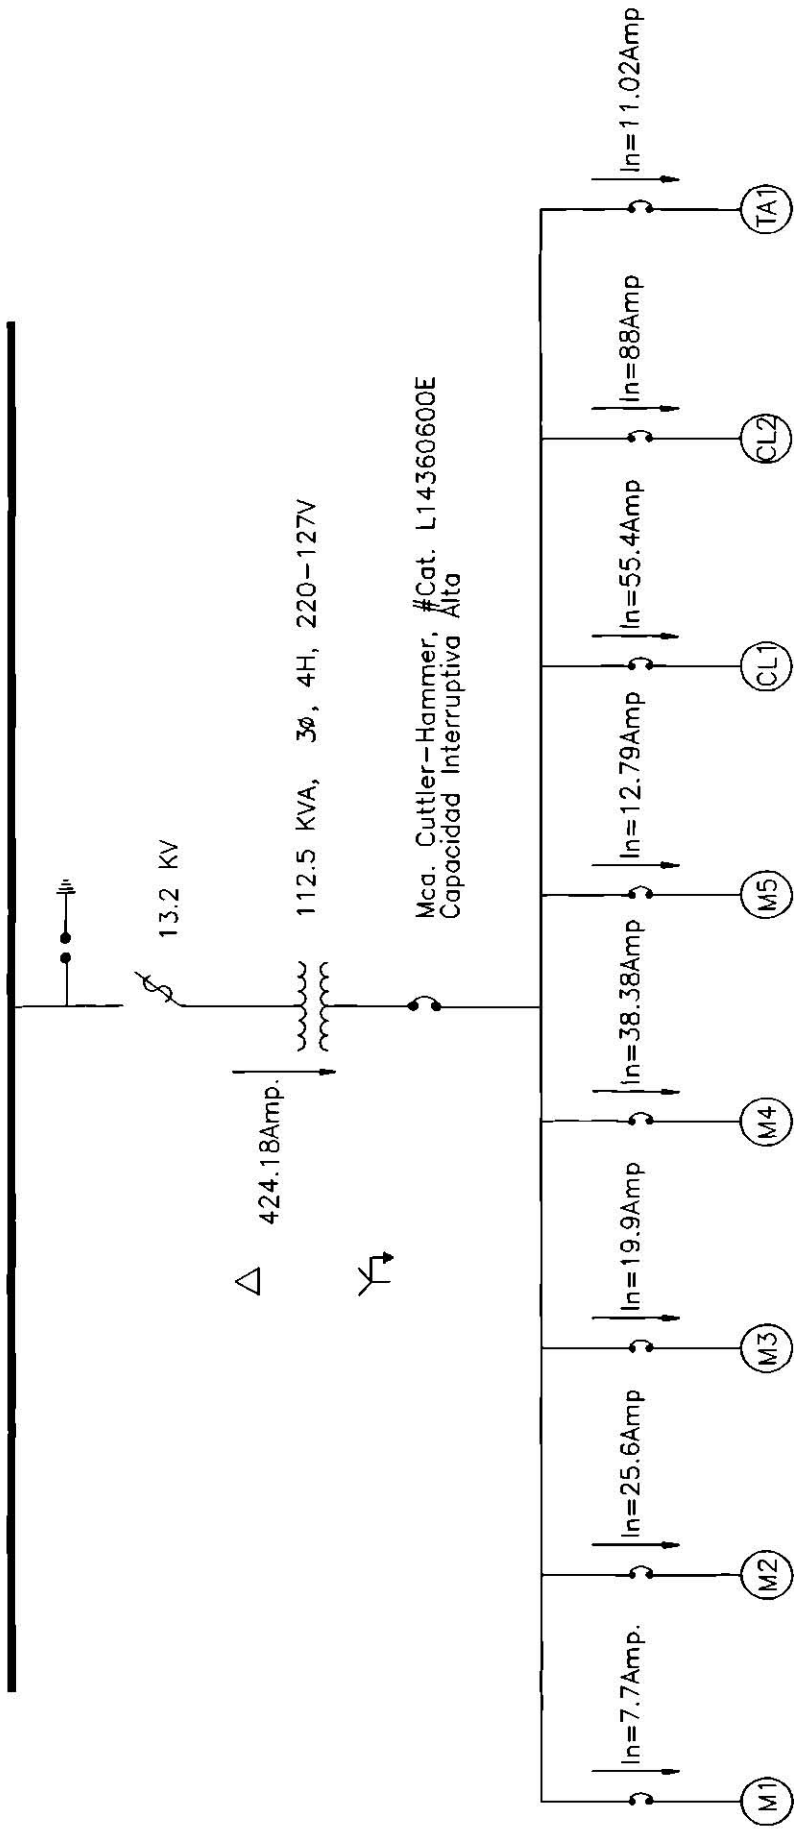 13.2 KV
424.18Amp.
112.5 KVA, 3Ø, 4H, 220-127V
Mca. Cuttler-Hammer, #Cat. L14360600E
Capacidad Interruptiva Alta
In=7.7Amp.
In=25.6Amp
In=19.9Amp
In=38.38Amp
In=12.79Amp
In=55.4Amp
In=88Amp
In=11.02Amp
M1
M2
M3
M4
M5
CL1
CL2
TA1